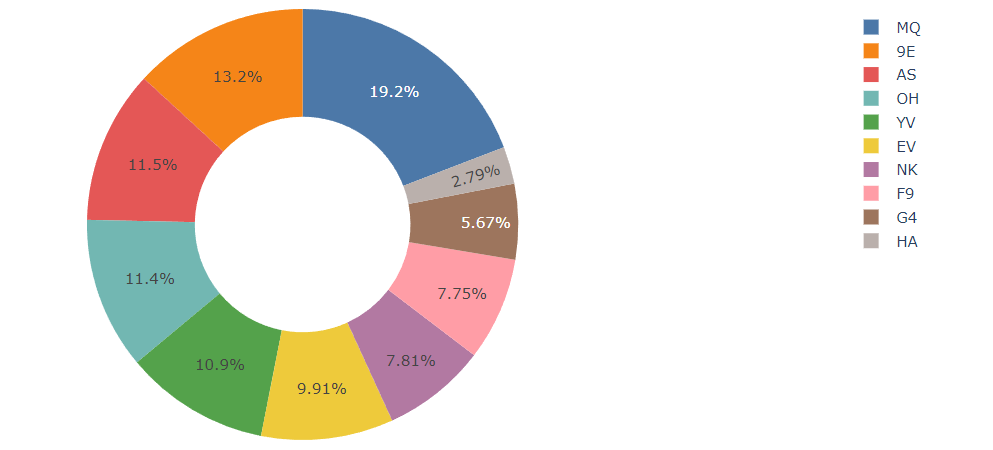 19.2%
13.2%
11.5%
11.4%
10.9%
9.91%
7.81%
7.75%
5.67%
2.79%
MQ
9E
AS
OH
YV
EV
NK
F9
G4
HA